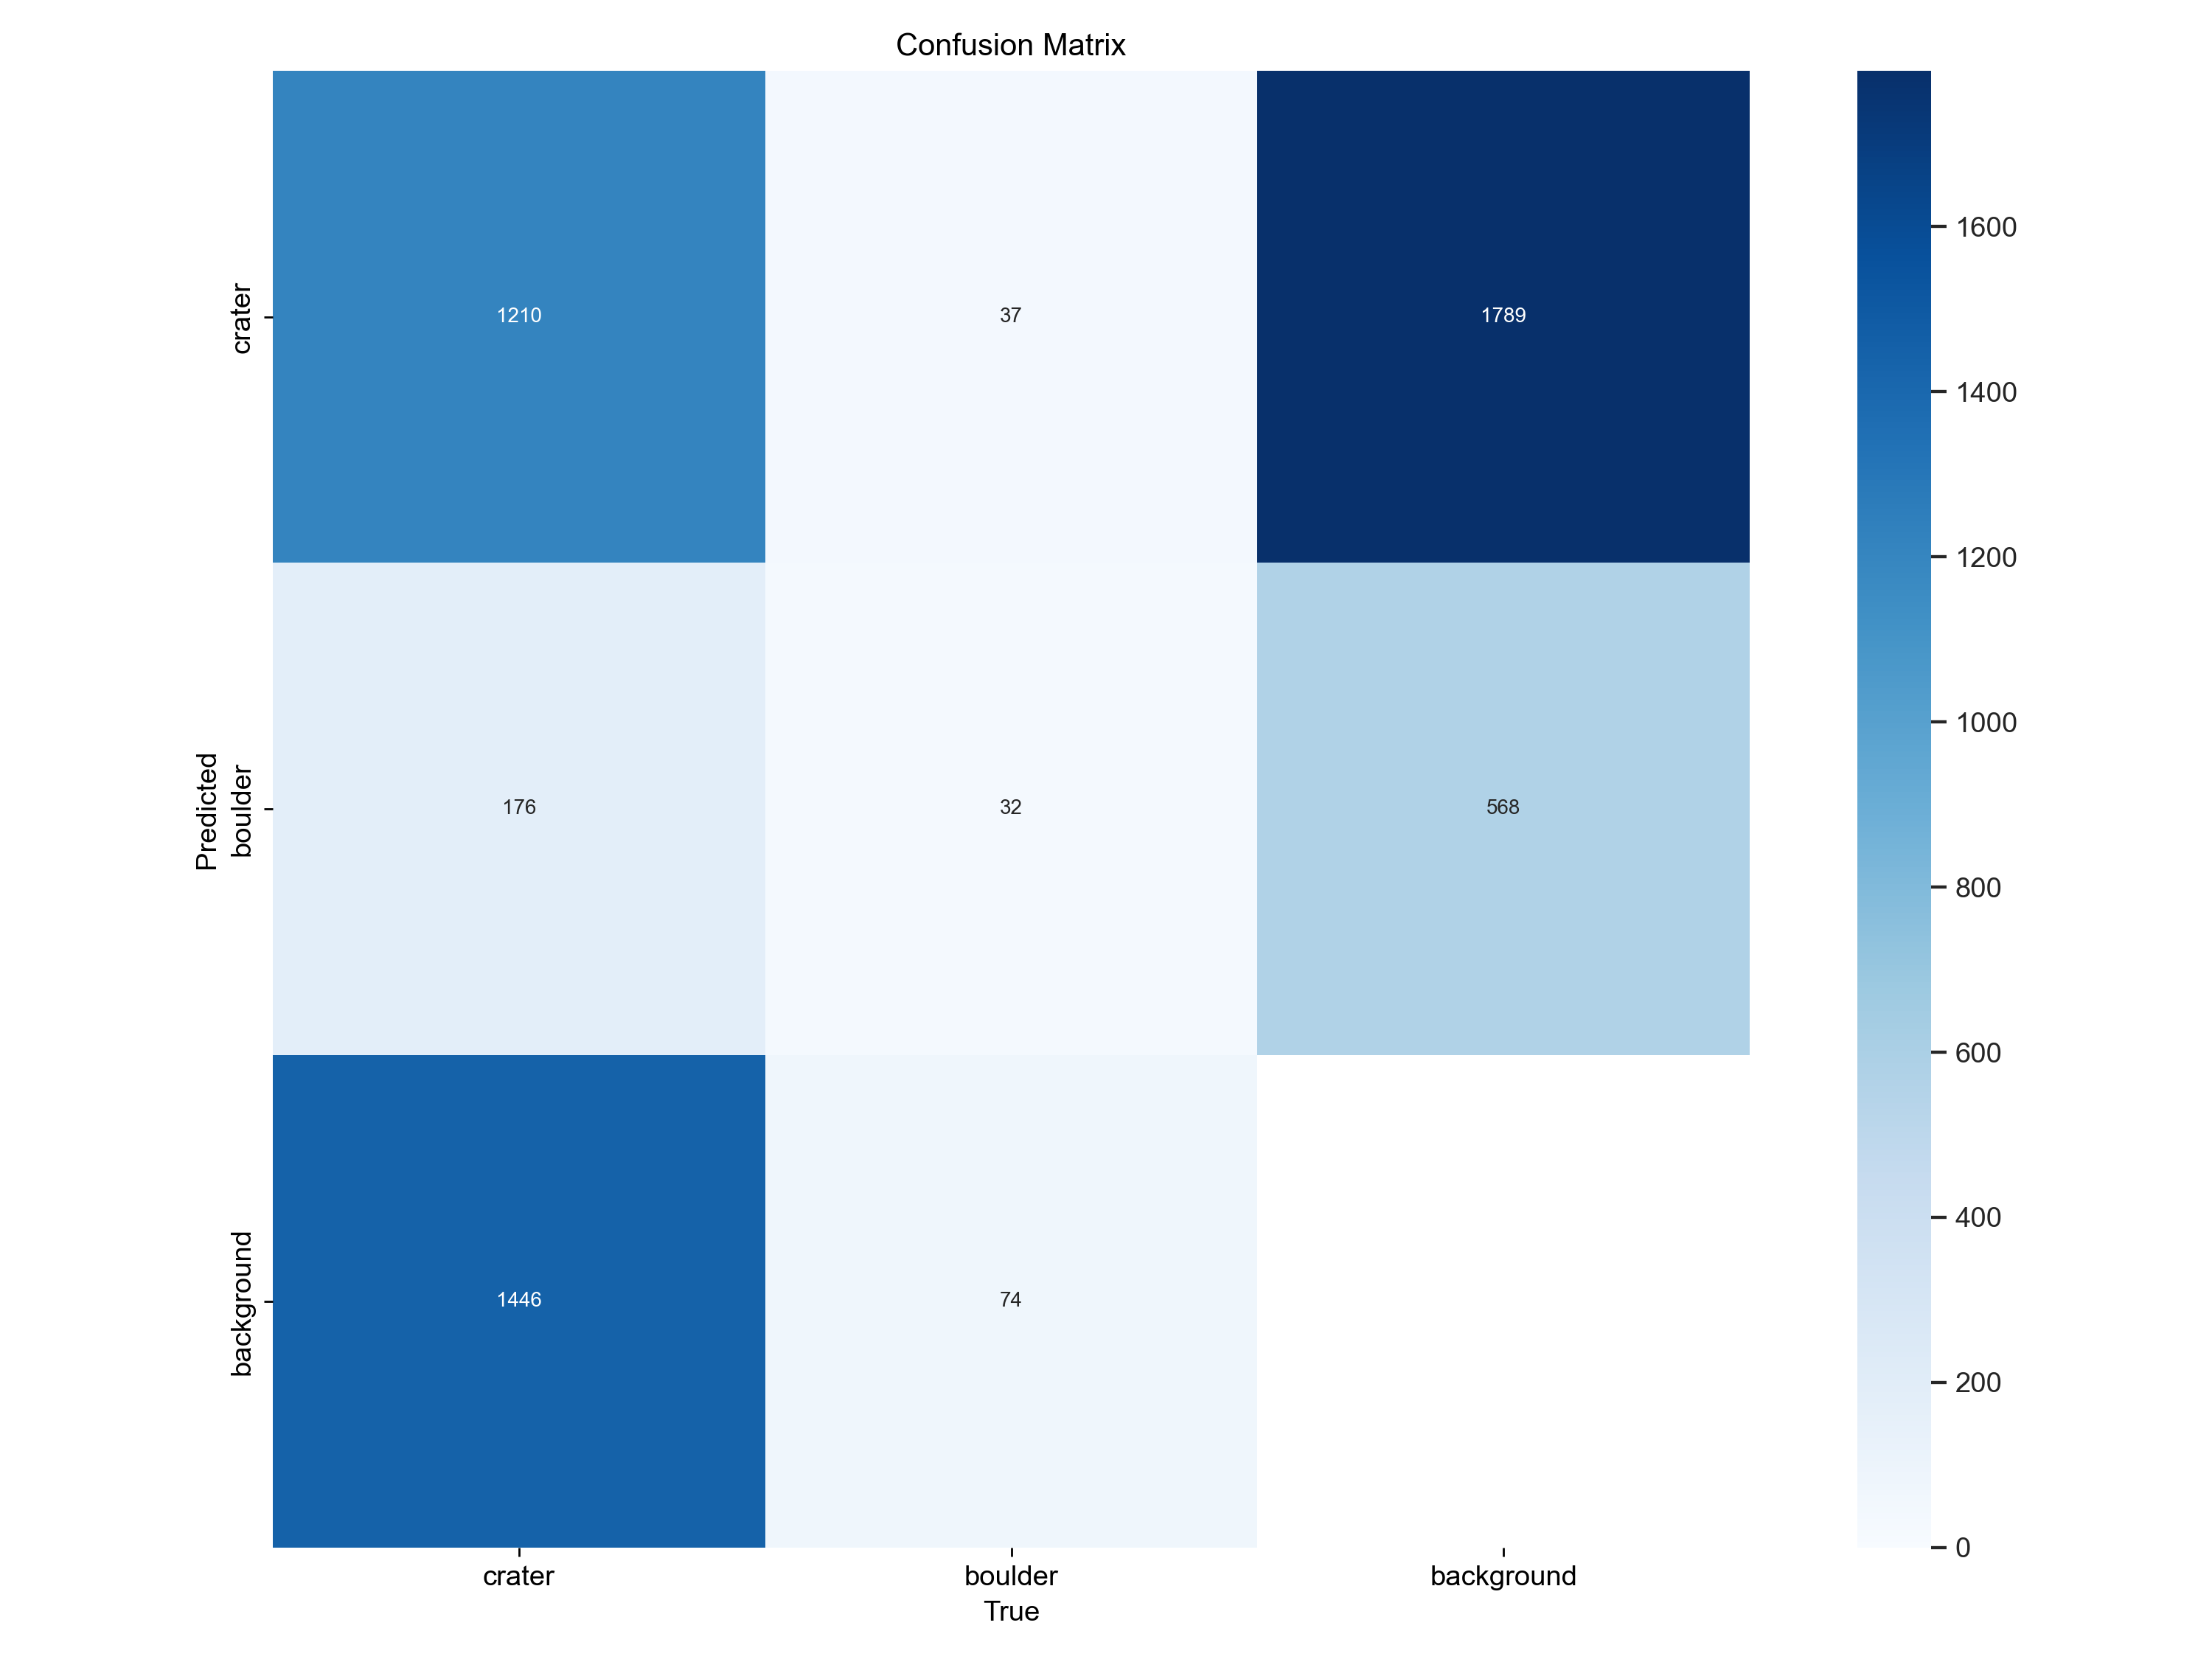 Confusion Matrix
crater
boulder
background
Predicted
1210
37
1789
176
32
568
1446
74
crater
boulder
background
True
1600
1400
1200
1000
800
600
400
200
0